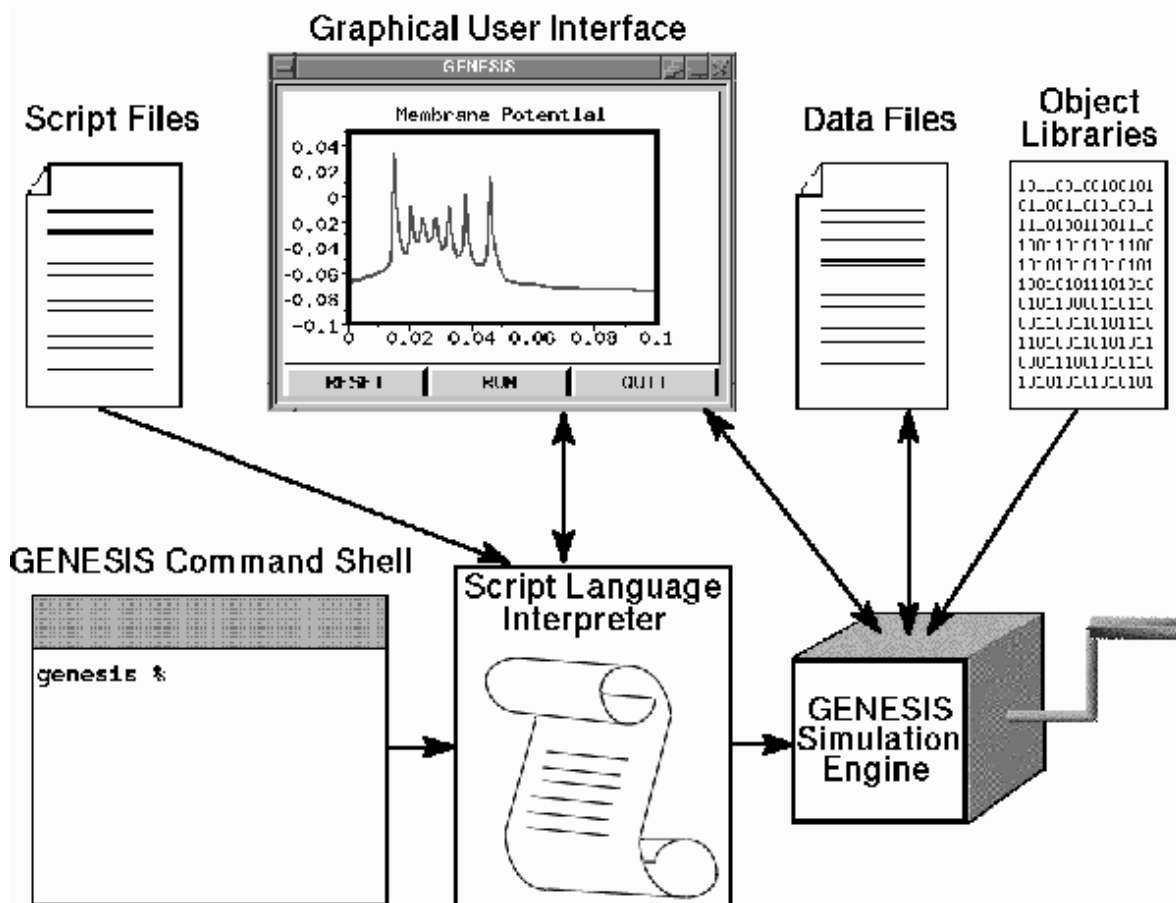 Graphical User Interface
GENESIS
Script Files
Data Files
Object
Libraries
Membrane Potential
0.04
0.02
0
-0.02
-0.04
-0.06
-0.08
-0.1
0 0.02 0.04 0.06 0.08 0.1
RESET RUN QUIT
GENESIS Command Shell
genesis %
Script Language
Interpreter
GENESIS
Simulation
Engine